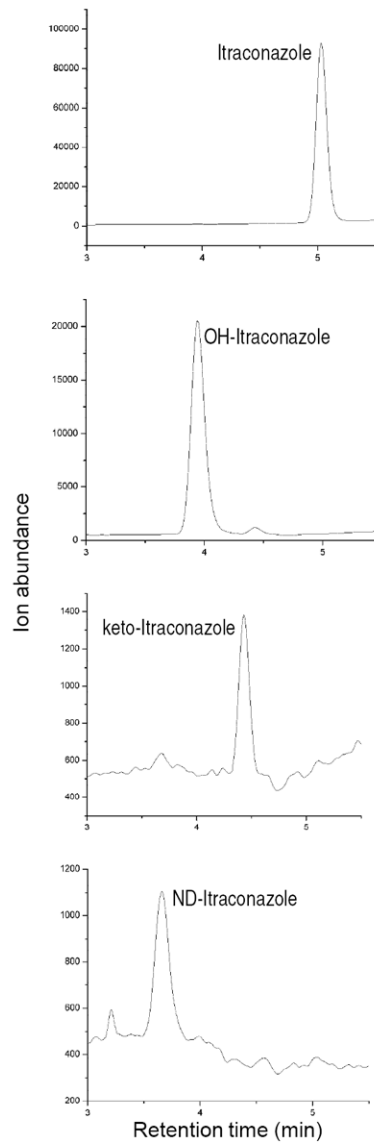 100000
Itraconazole
80000
60000
40000
20000
0
3 4 5
20000
OH-Itraconazole
15000
10000
5000
0
3 4 5
Ion abundance
1400
keto-Itraconazole
1200
1000
800
600
400
3 4 5
1200
ND-Itraconazole
1000
800
600
400
200
3 4 5
Retention time (min)